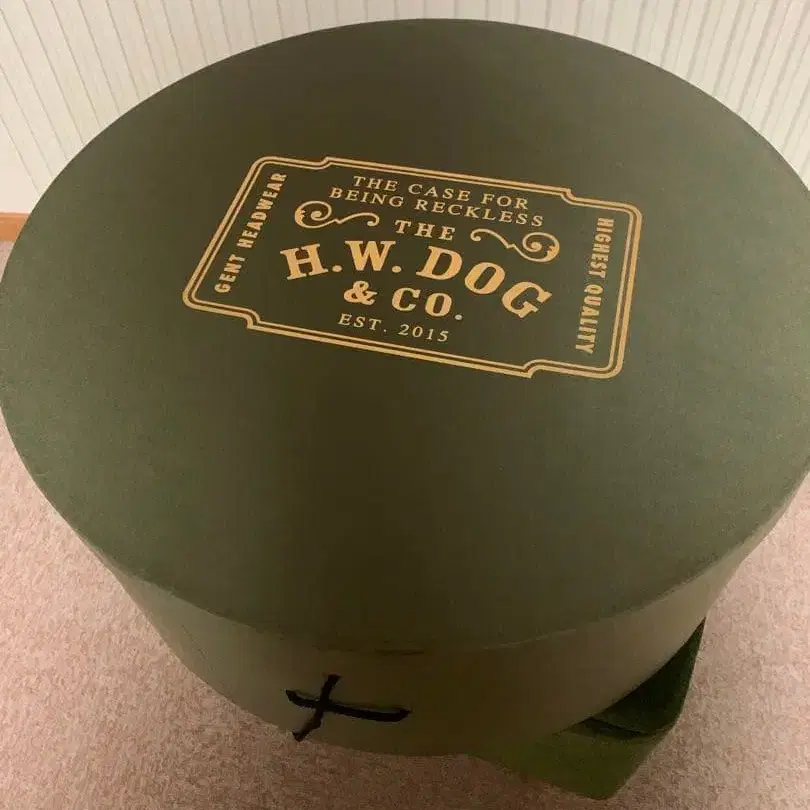 THE CASE FOR
BEING RECKLESS
THE
H.W. DOG
& CO.
EST. 2015
GENT HEADWEAR
HIGHEST QUALITY